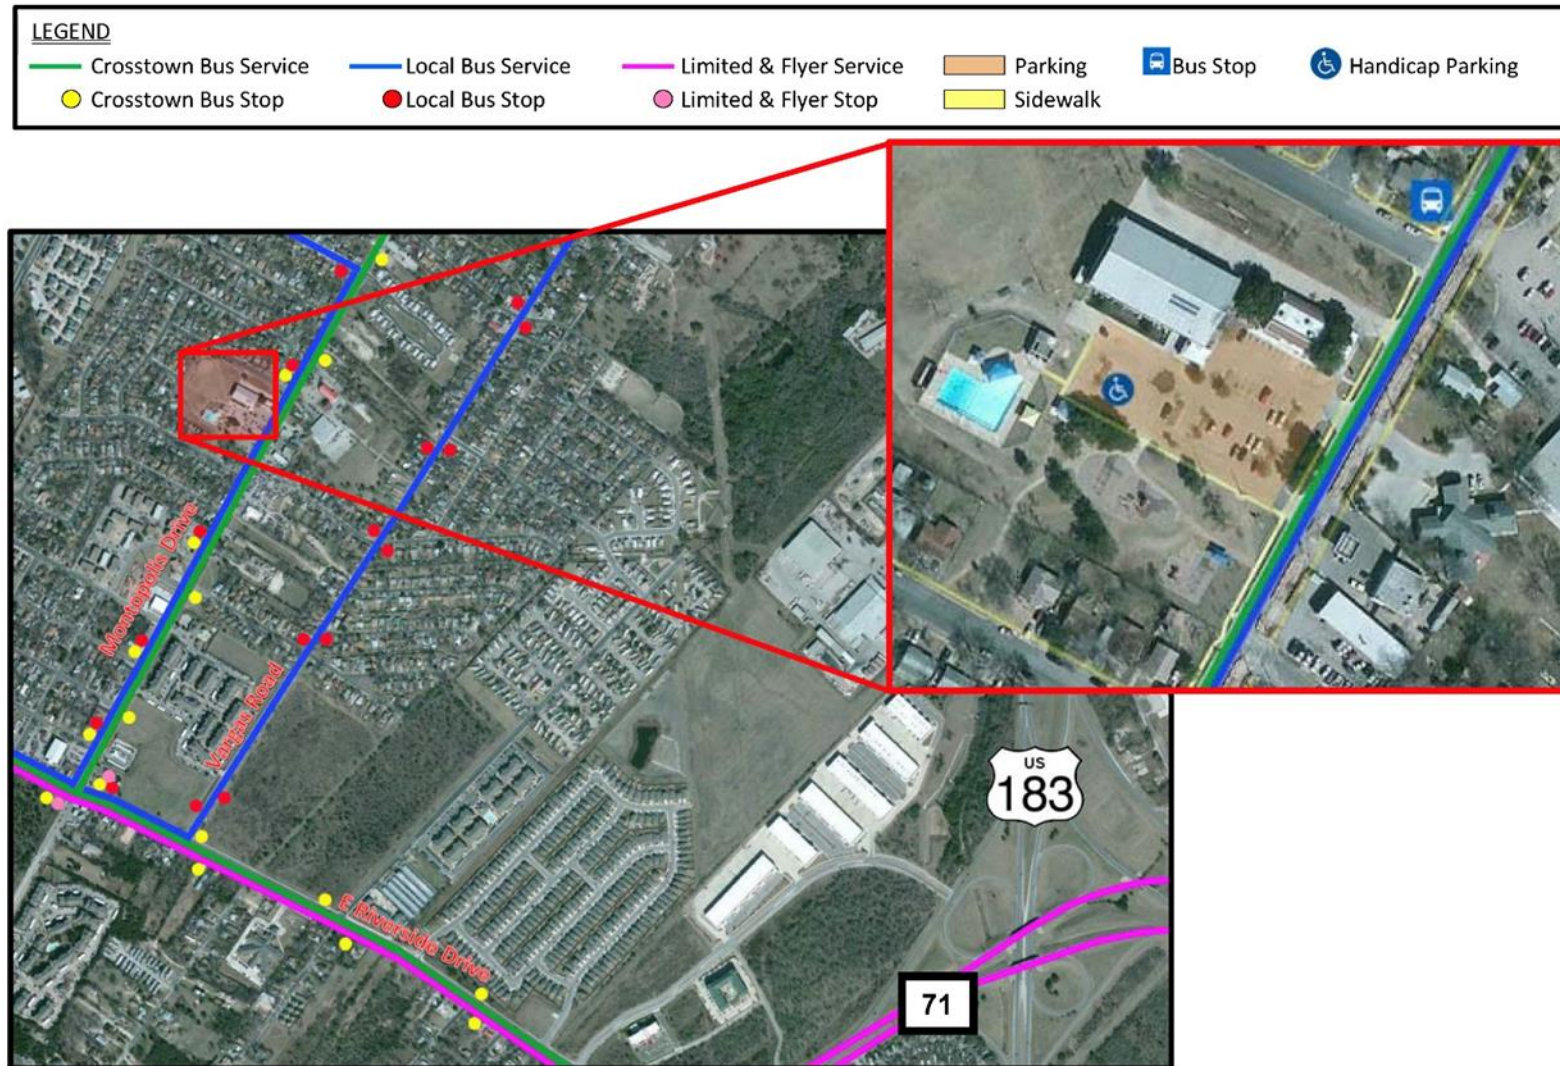 LEGEND
Crosstown Bus Service
Local Bus Service
Limited & Flyer Service
Parking
Bus Stop
Handicap Parking
Crosstown Bus Stop
Local Bus Stop
Limited & Flyer Stop
Sidewalk
Montopolis Drive
Vargas Road
E Riverside Drive
US
183
71